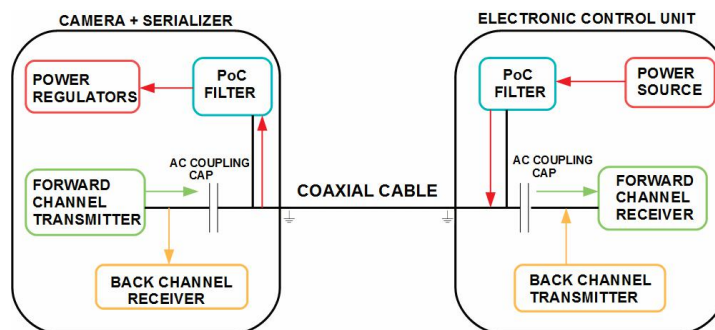 CAMERA + SERIALIZER
ELECTRONIC CONTROL UNIT
POWER
REGULATORS
PoC
FILTER
PoC
FILTER
POWER
SOURCE
AC COUPLING
CAP
AC COUPLING
CAP
FORWARD
CHANNEL
TRANSMITTER
COAXIAL CABLE
FORWARD
CHANNEL
RECEIVER
BACK CHANNEL
RECEIVER
BACK CHANNEL
TRANSMITTER